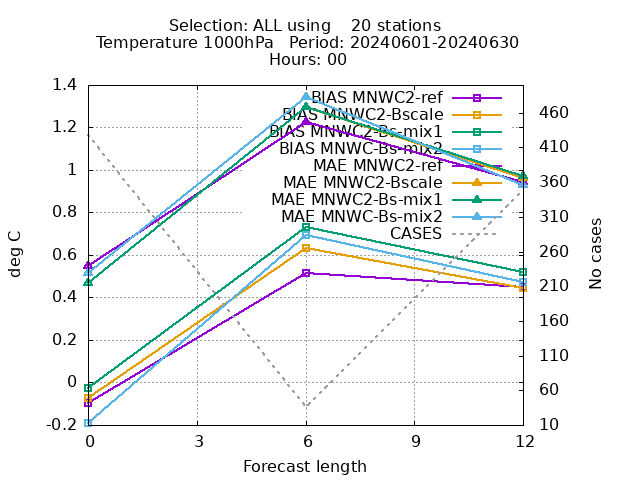 Selection: ALL using    20 stations
Temperature 1000hPa   Period: 20240601-20240630
Hours: 00
BIAS MNWC2-ref
BIAS MNWC2-Bscale
BIAS MNWC2-Bs-mix1
BIAS MNWC-Bs-mix2
MAE MNWC2-ref
MAE MNWC2-Bscale
MAE MNWC2-Bs-mix1
MAE MNWC-Bs-mix2
CASES
1.4
1.2
1
0.8
0.6
0.4
0.2
0
-0.2
deg C
460
410
360
310
260
210
160
110
60
10
No cases
0 3 6 9 12
Forecast length